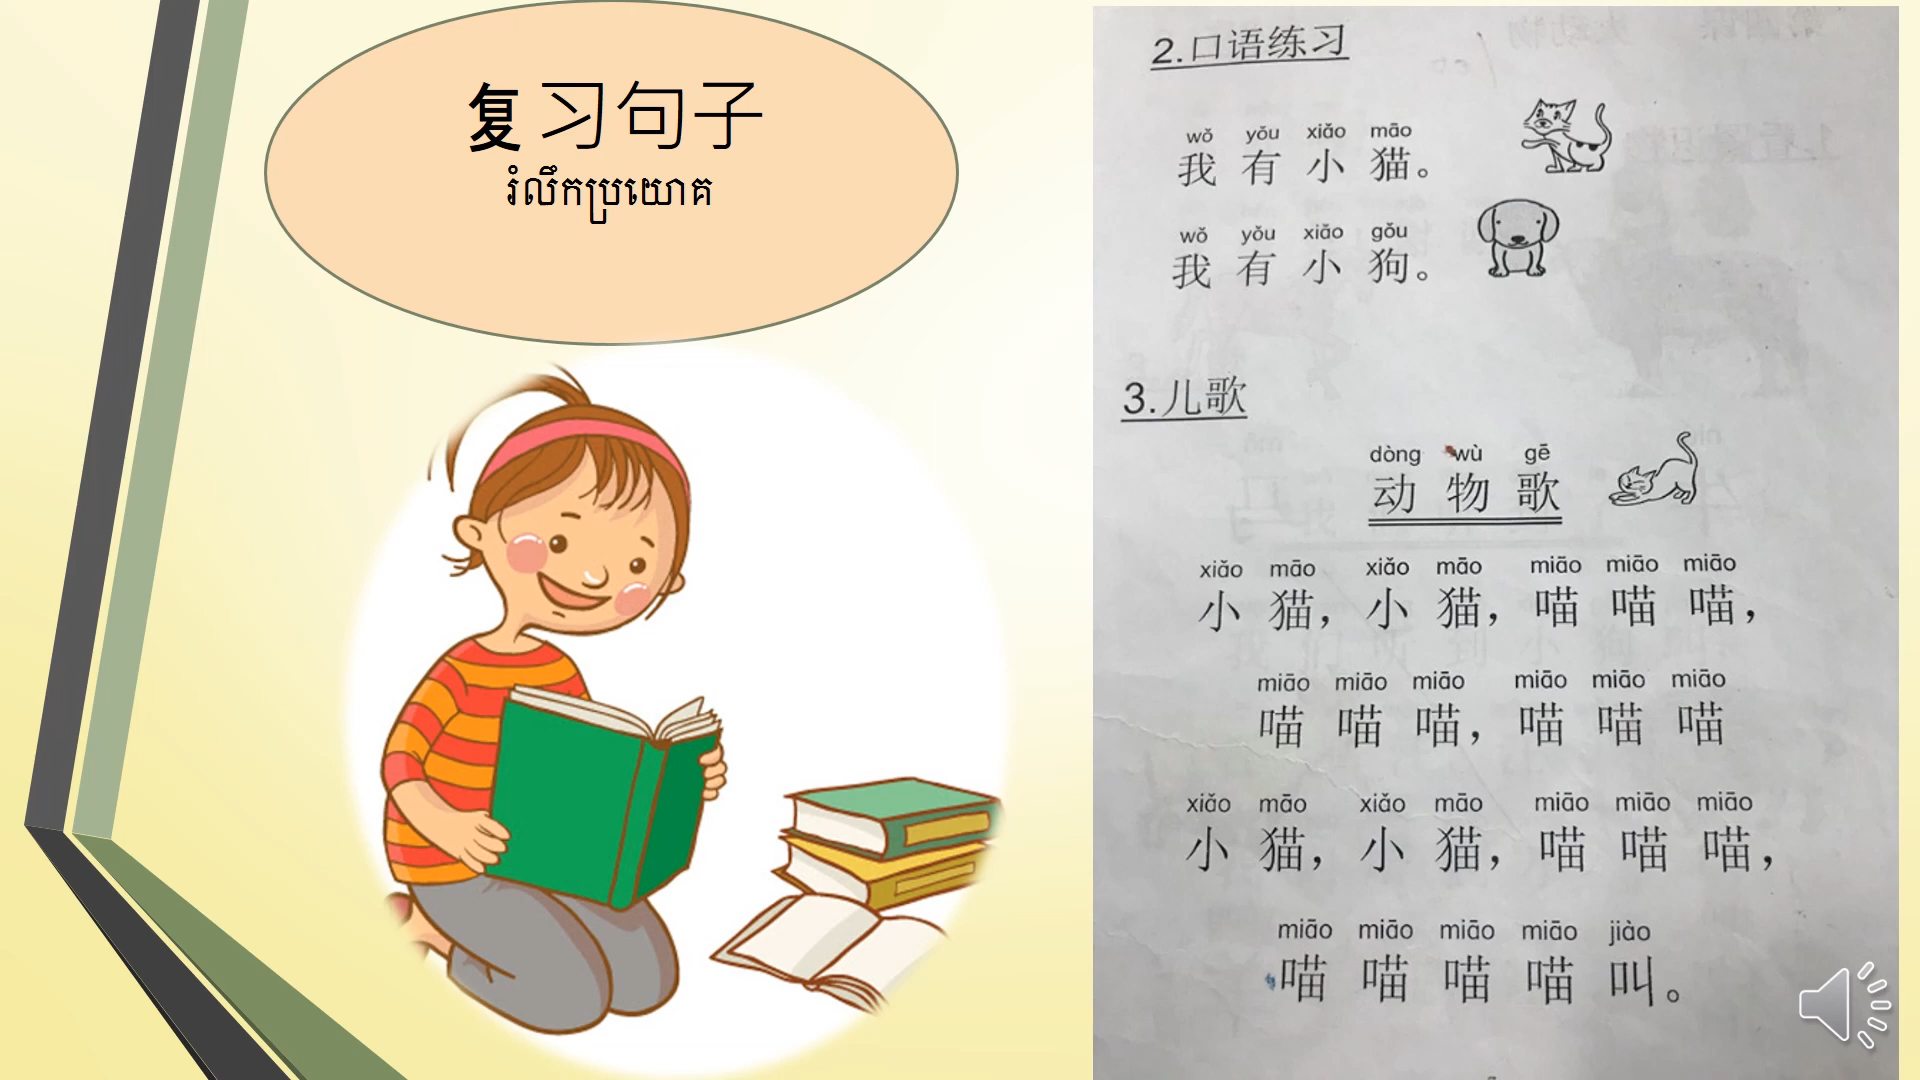 复习句子
រំលឹកប្រយោគ
2.口语练习
wǒ yǒu xiǎo māo
我 有 小 猫。
wǒ yǒu xiǎo gǒu
我 有 小 狗。
3.儿歌
dòng wù gē
动 物 歌
xiǎo māo xiǎo māo miāo miāo miāo
小 猫，小 猫，喵 喵 喵，
miāo miāo miāo miāo miāo miāo
喵 喵 喵，喵 喵 喵
xiǎo māo xiǎo māo miāo miāo miāo
小 猫，小 猫，喵 喵 喵，
miāo miāo miāo miāo jiào
喵 喵 喵 喵 叫。